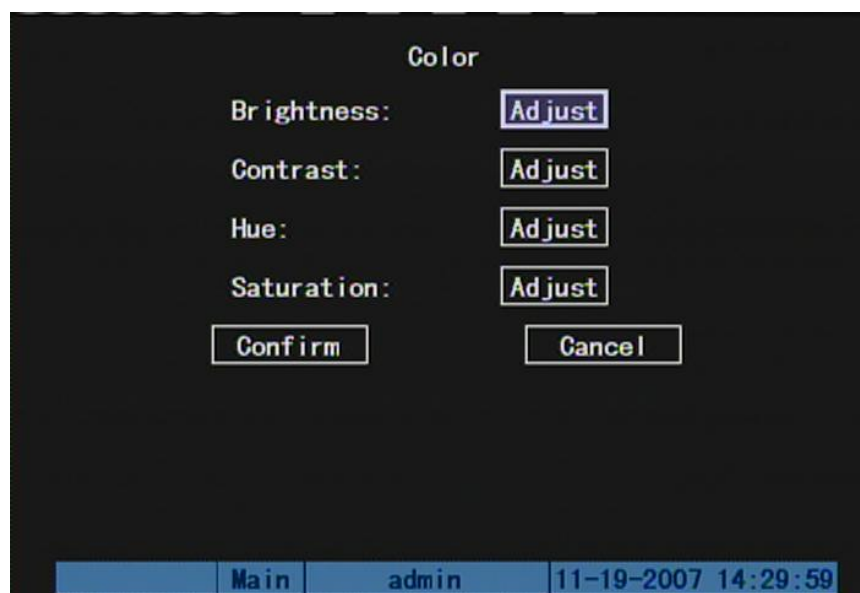 Color
Brightness: Adjust
Contrast: Adjust
Hue: Adjust
Saturation: Adjust
Confirm Cancel
Main admin 11-19-2007 14:29:59